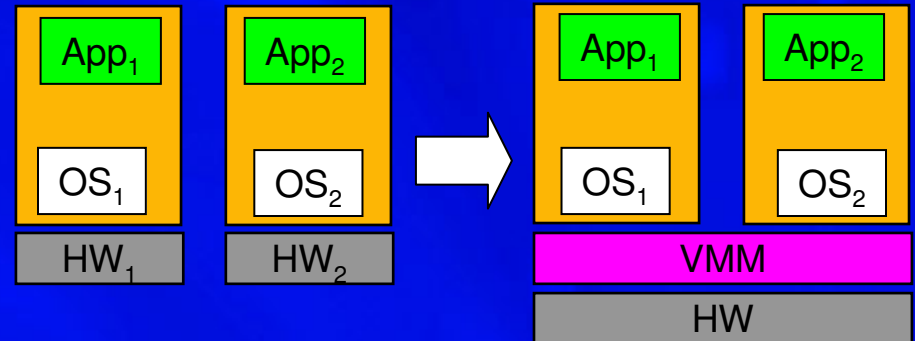 App₁ App₂ App₁ App₂
OS₁ OS₂ OS₁ OS₂
HW₁ HW₂ VMM
HW